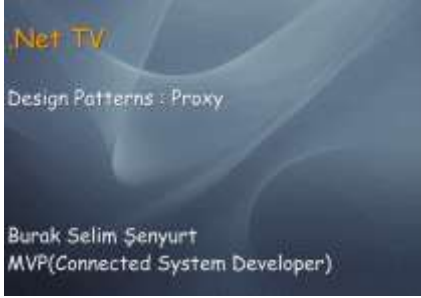 .Net TV
Design Patterns : Proxy
Burak Selim Şenyurt
MVP(Connected System Developer)